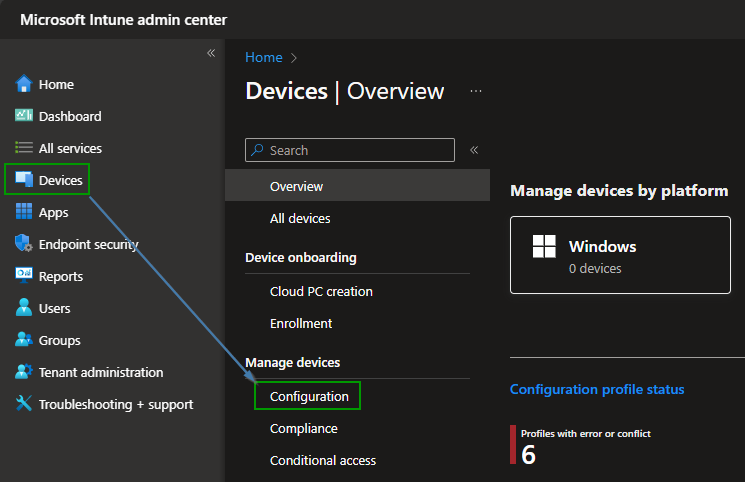 Microsoft Intune admin center
«
Home
Dashboard
All services
Devices
Apps
Endpoint security
Reports
Users
Groups
Tenant administration
Troubleshooting + support
Home >
Devices | Overview ...
Search «
Overview
All devices
Device onboarding
Cloud PC creation
Enrollment
Manage devices
Configuration
Compliance
Conditional access
Manage devices by platform
Windows
0 devices
Configuration profile status
Profiles with error or conflict
6